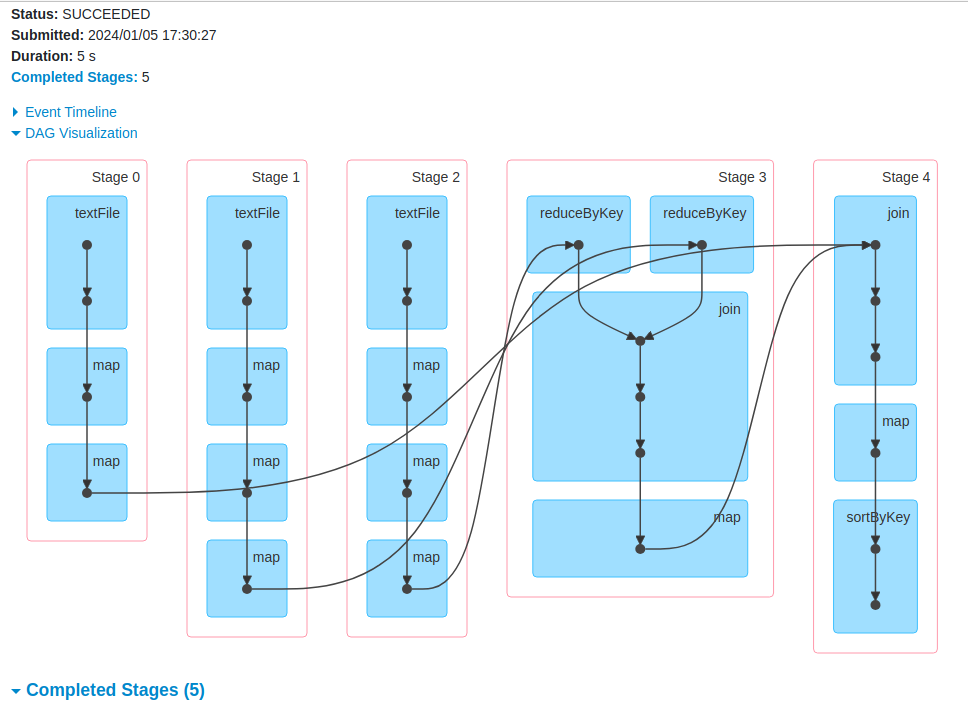 Status: SUCCEEDED
Submitted: 2024/01/05 17:30:27
Duration: 5 s
Completed Stages: 5
Event Timeline
DAG Visualization
Stage 0
textFile
map
map
Stage 1
textFile
map
map
map
Stage 2
textFile
map
map
map
Stage 3
reduceByKey
reduceByKey
join
map
Stage 4
join
map
sortByKey
Completed Stages (5)